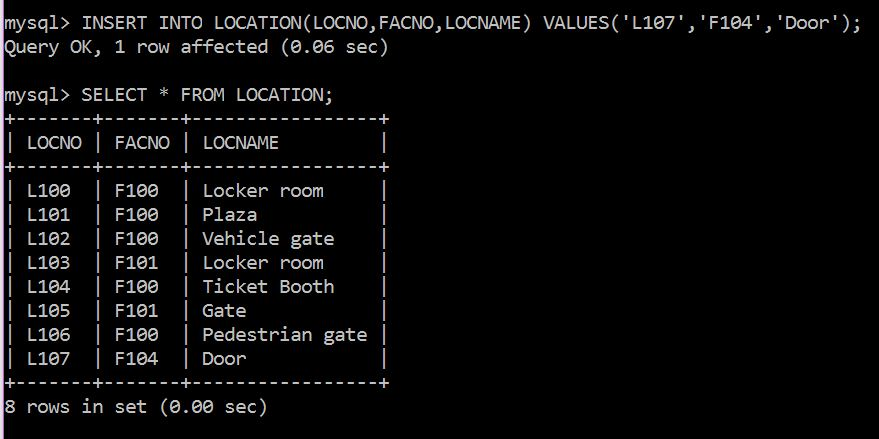 mysql> INSERT INTO LOCATION(LOCNO,FACNO,LOCNAME) VALUES('L107','F104','Door');
Query OK, 1 row affected (0.06 sec)
mysql> SELECT * FROM LOCATION;
+-------+-------+-----------------+
| LOCNO | FACNO | LOCNAME         |
+-------+-------+-----------------+
| L100  | F100  | Locker room     |
| L101  | F100  | Plaza           |
| L102  | F100  | Vehicle gate    |
| L103  | F101  | Locker room     |
| L104  | F100  | Ticket Booth    |
| L105  | F101  | Gate            |
| L106  | F100  | Pedestrian gate |
| L107  | F104  | Door            |
+-------+-------+-----------------+
8 rows in set (0.00 sec)